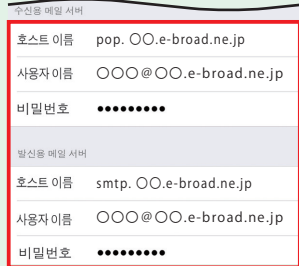 수신용 메일 서버
호스트 이름 pop. ○○.e-broad.ne.jp
사용자 이름 ○○○@○○.e-broad.ne.jp
비밀번호 •••••••••
발신용 메일 서버
호스트 이름 smtp. ○○.e-broad.ne.jp
사용자 이름 ○○○@○○.e-broad.ne.jp
비밀번호 •••••••••